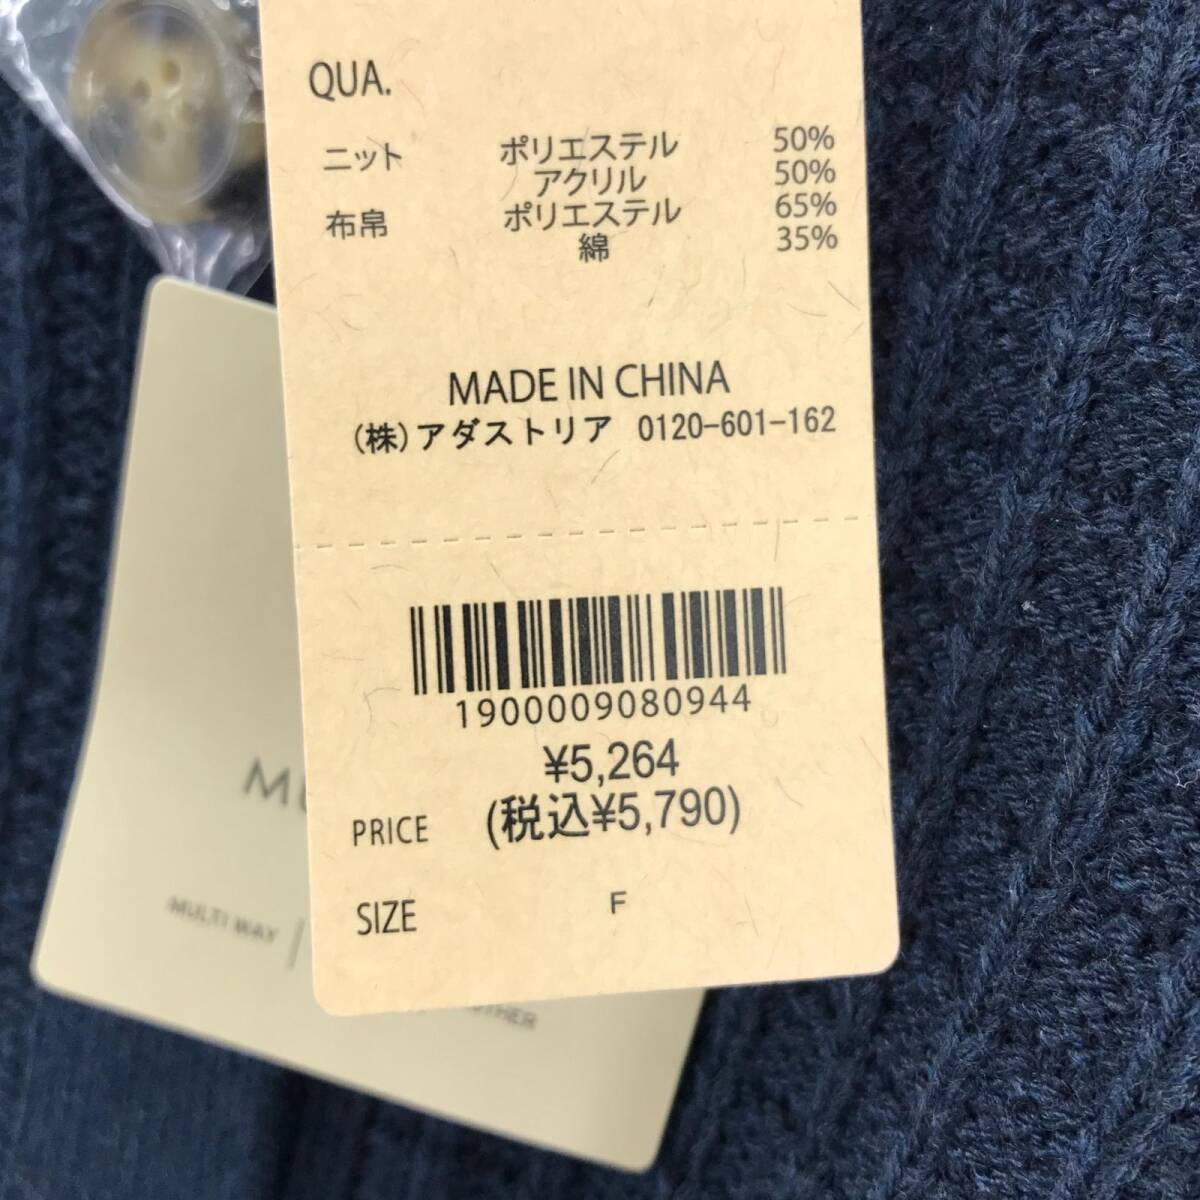 QUA.
ニット ポリエステル 50%
アクリル 50%
布帛 ポリエステル 65%
綿 35%
MADE IN CHINA
(株)アダストリア 0120-601-162
1900009080944
¥5,264
PRICE (税込¥5,790)
SIZE F
MULTI WAY